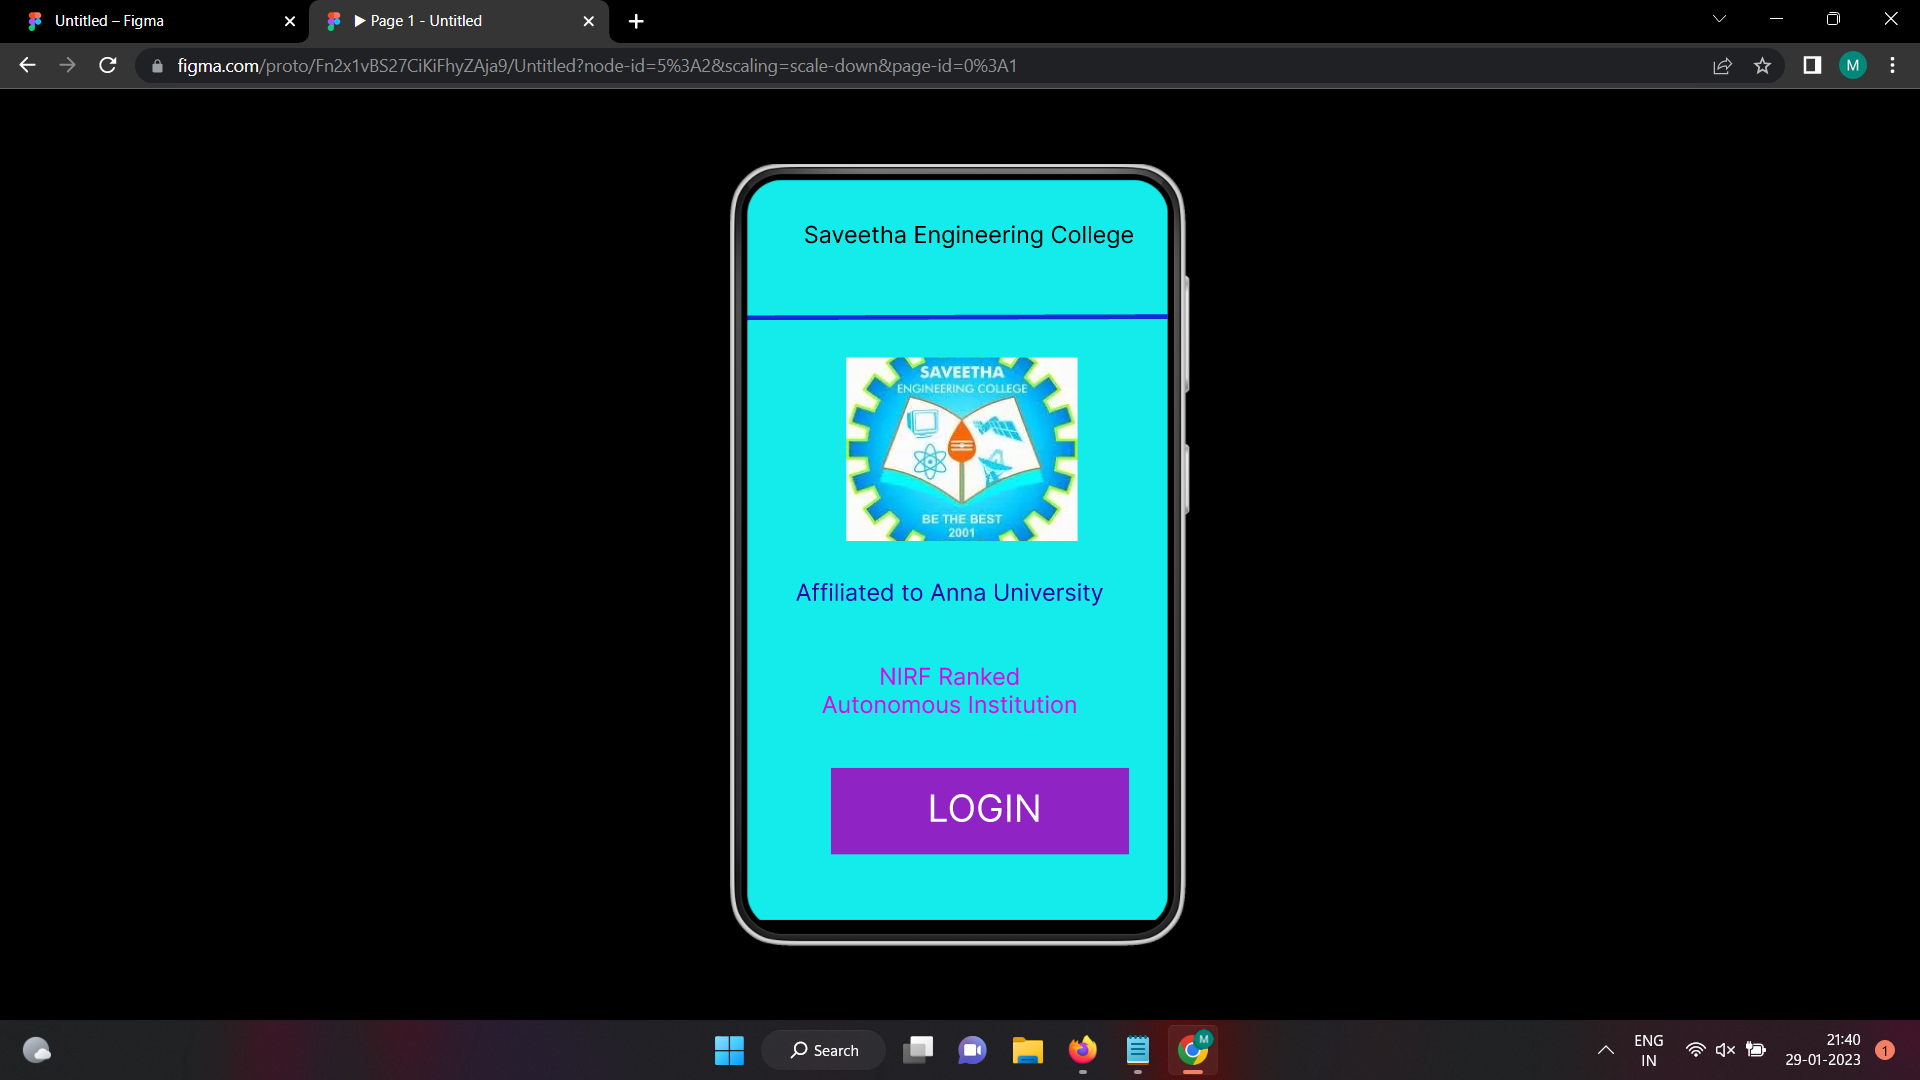 Untitled – Figma
Page 1 - Untitled
figma.com/proto/Fn2x1vBS27CiKiFhyZAja9/Untitled?node-id=5%3A2&scaling=scale-down&page-id=0%3A1
M
Saveetha Engineering College
SAVEETHA
ENGINEERING COLLEGE
BE THE BEST
2001
Affiliated to Anna University
NIRF Ranked
Autonomous Institution
LOGIN
Search
M
ENG
IN
21:40
29-01-2023
1